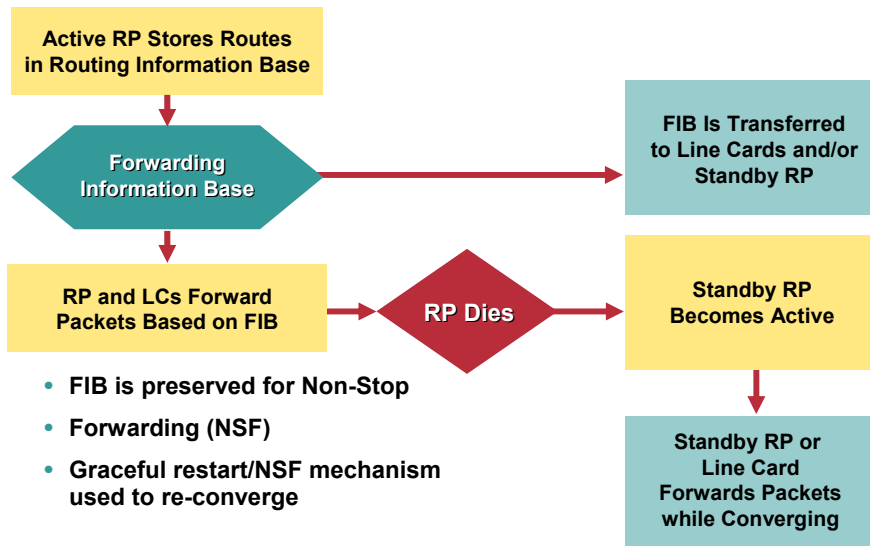 Active RP Stores Routes
in Routing Information Base
Forwarding
Information Base
FIB Is Transferred
to Line Cards and/or
Standby RP
RP and LCs Forward
Packets Based on FIB
RP Dies
Standby RP
Becomes Active
Standby RP or
Line Card
Forwards Packets
while Converging
• FIB is preserved for Non-Stop
• Forwarding (NSF)
• Graceful restart/NSF mechanism
used to re-converge